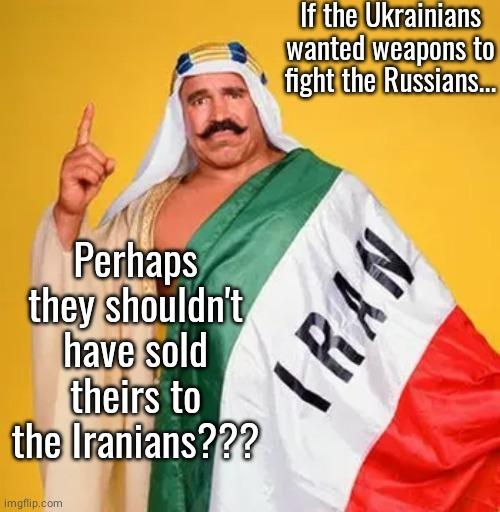 If the Ukrainians
wanted weapons to
fight the Russians...
Perhaps
they shouldn't
have sold
theirs to
the Iranians???
IRAN
imgflip.com